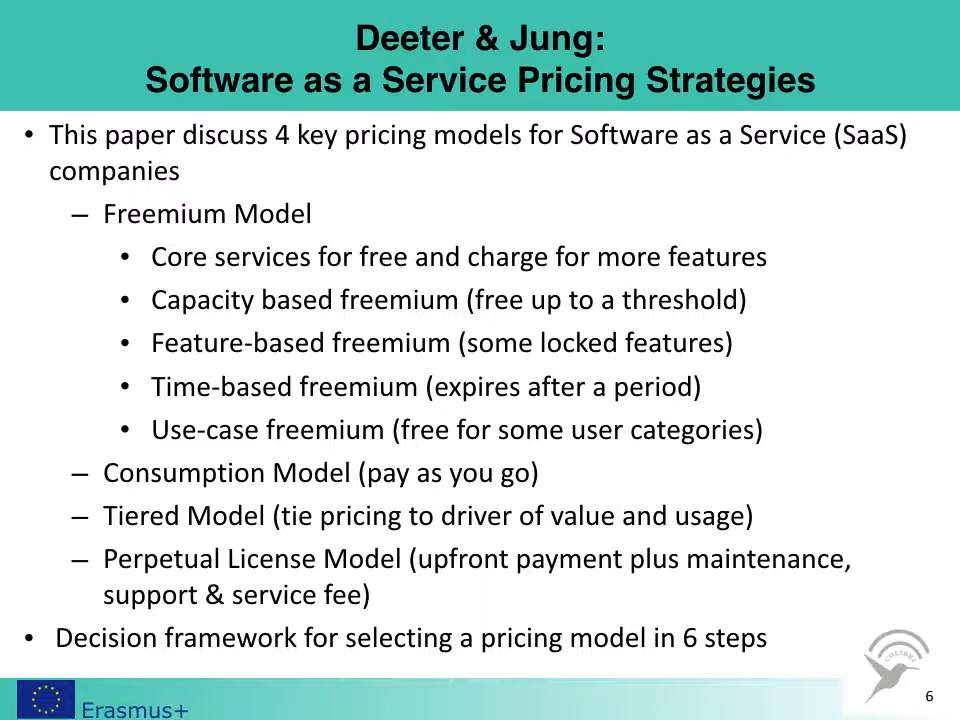 Deeter & Jung:
Software as a Service Pricing Strategies
• This paper discuss 4 key pricing models for Software as a Service (SaaS)
companies
– Freemium Model
• Core services for free and charge for more features
• Capacity based freemium (free up to a threshold)
• Feature-based freemium (some locked features)
• Time-based freemium (expires after a period)
• Use-case freemium (free for some user categories)
– Consumption Model (pay as you go)
– Tiered Model (tie pricing to driver of value and usage)
– Perpetual License Model (upfront payment plus maintenance,
support & service fee)
• Decision framework for selecting a pricing model in 6 steps
COLIBRI
Erasmus+
6